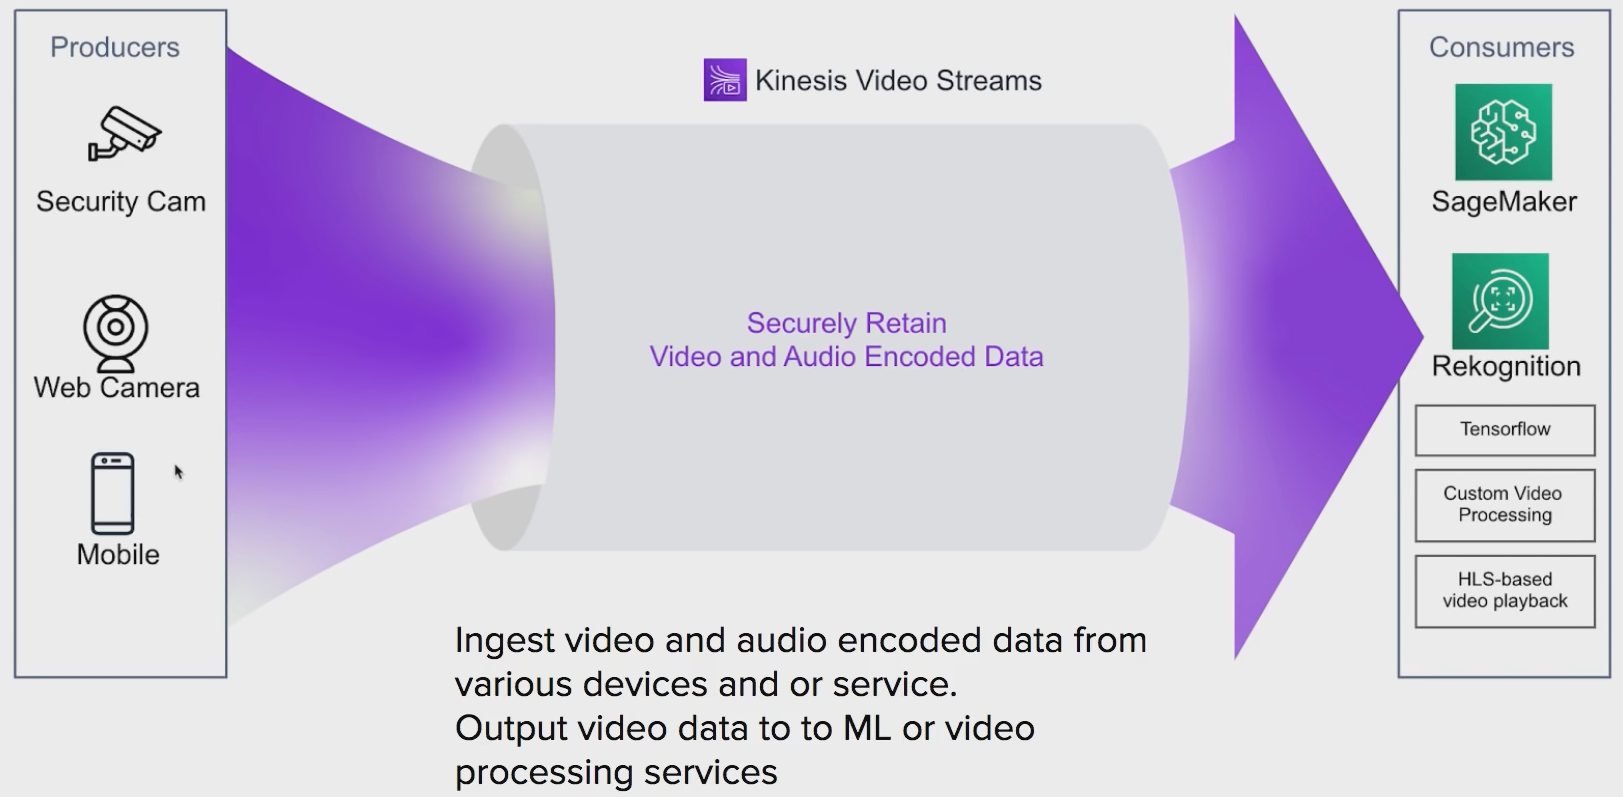 Producers
Security Cam
Web Camera
Mobile
Kinesis Video Streams
Securely Retain
Video and Audio Encoded Data
Ingest video and audio encoded data from
various devices and or service.
Output video data to to ML or video
processing services
Consumers
SageMaker
Rekognition
Tensorflow
Custom Video
Processing
HLS-based
video playback